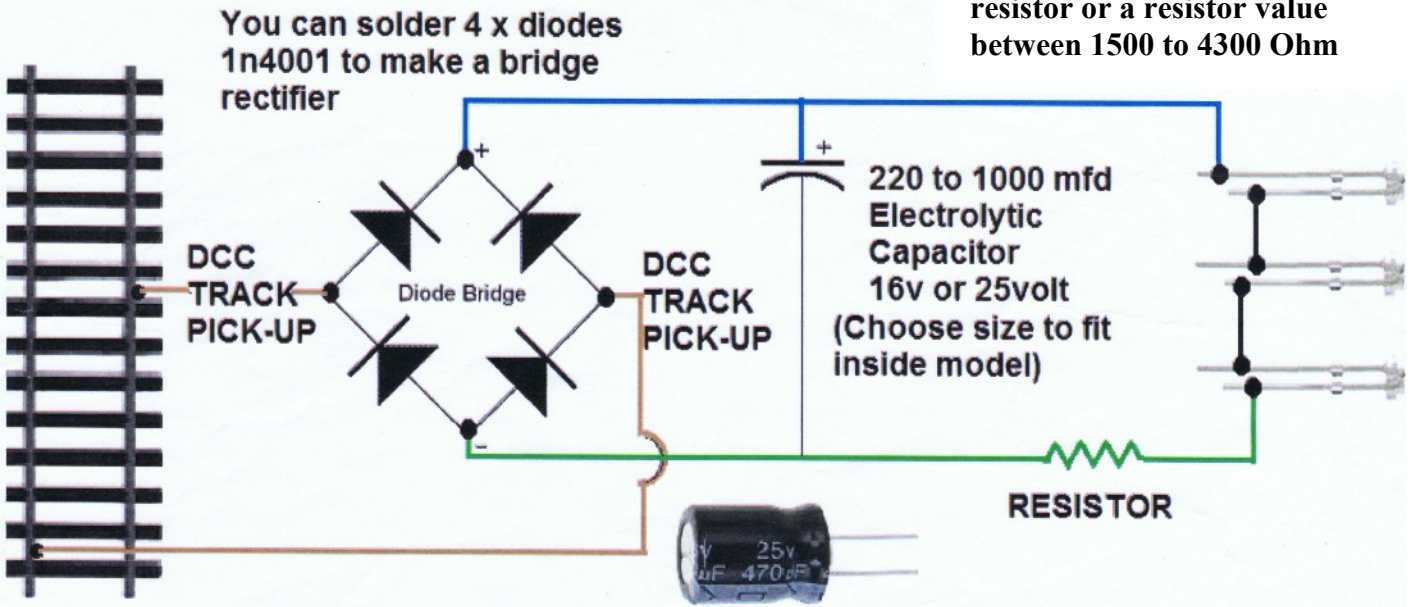 You can solder 4 x diodes
1n4001 to make a bridge
rectifier
resistor or a resistor value
between 1500 to 4300 Ohm
+
+
220 to 1000 mfd
Electrolytic
Capacitor
16v or 25volt
(Choose size to fit
inside model)
DCC
TRACK
PICK-UP
Diode Bridge
DCC
TRACK
PICK-UP
-
RESISTOR
V 25v
µF 470µF